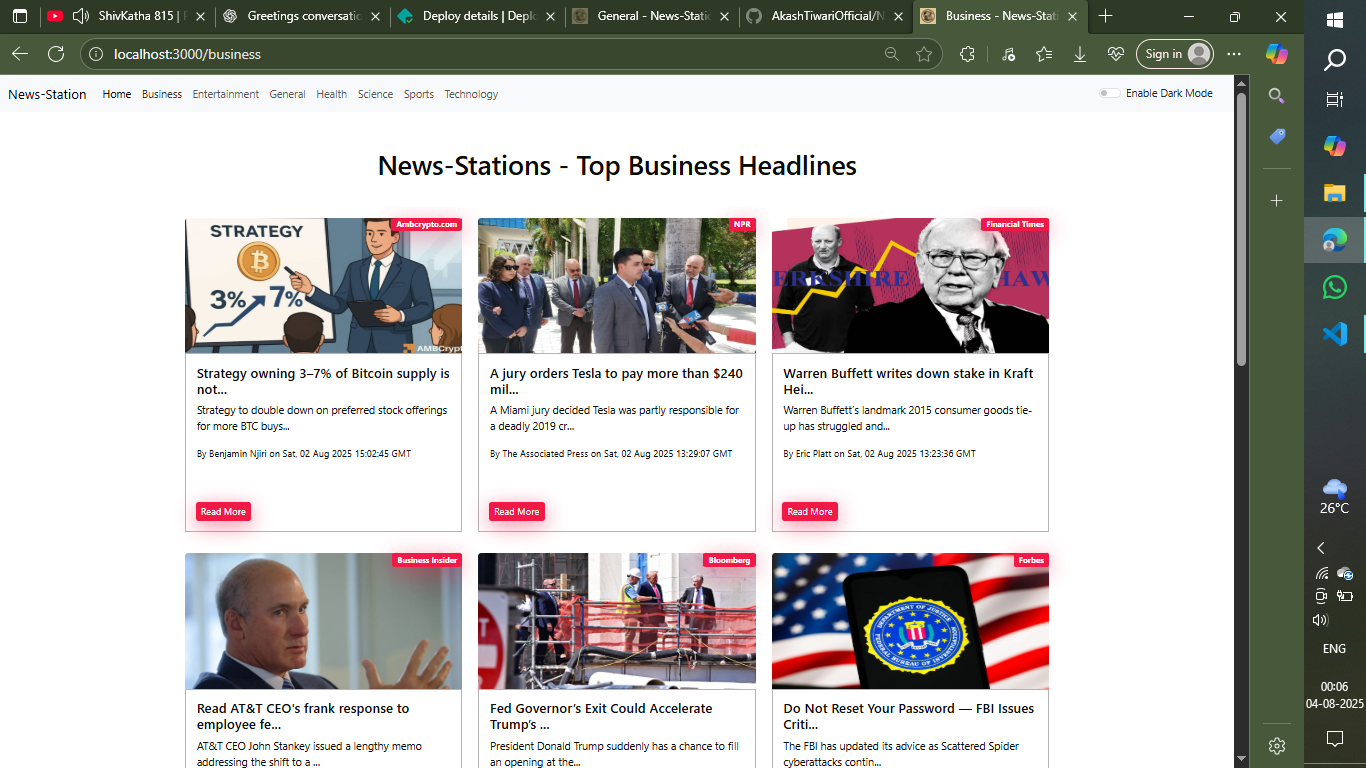 ShivKatha 815 | F
Greetings conversatio
Deploy details | Deplo
General - News-Statio
AkashTiwariOfficial/N
Business - News-Stati
localhost:3000/business
Sign in
News-Station Home Business Entertainment General Health Science Sports Technology Enable Dark Mode
News-Stations - Top Business Headlines
Ambcrypto.com
STRATEGY
3% 7%
AMBCrypto
NPR
Financial Times
ERKSHIRE HAW
Strategy owning 3–7% of Bitcoin supply is
not...
Strategy to double down on preferred stock offerings
for more BTC buys...
By Benjamin Njiri on Sat, 02 Aug 2025 15:02:45 GMT
Read More
A jury orders Tesla to pay more than $240
mil...
A Miami jury decided Tesla was partly responsible for
a deadly 2019 cr...
By The Associated Press on Sat, 02 Aug 2025 13:29:07 GMT
Read More
Warren Buffett writes down stake in Kraft
Hei...
Warren Buffett's landmark 2015 consumer goods tie-
up has struggled and...
By Eric Platt on Sat, 02 Aug 2025 13:23:36 GMT
Read More
Business Insider
Bloomberg
Forbes
DEPARTMENT OF JUSTICE
FEDERAL BUREAU OF INVESTIGATION
Read AT&T CEO's frank response to
employee fe...
AT&T CEO John Stankey issued a lengthy memo
addressing the shift to a ...
Fed Governor’s Exit Could Accelerate
Trump’s ...
President Donald Trump suddenly has a chance to fill
an opening at the...
Do Not Reset Your Password — FBI Issues
Criti...
The FBI has updated its advice as Scattered Spider
cyberattacks contin...
26°C
ENG
00:06
04-08-2025